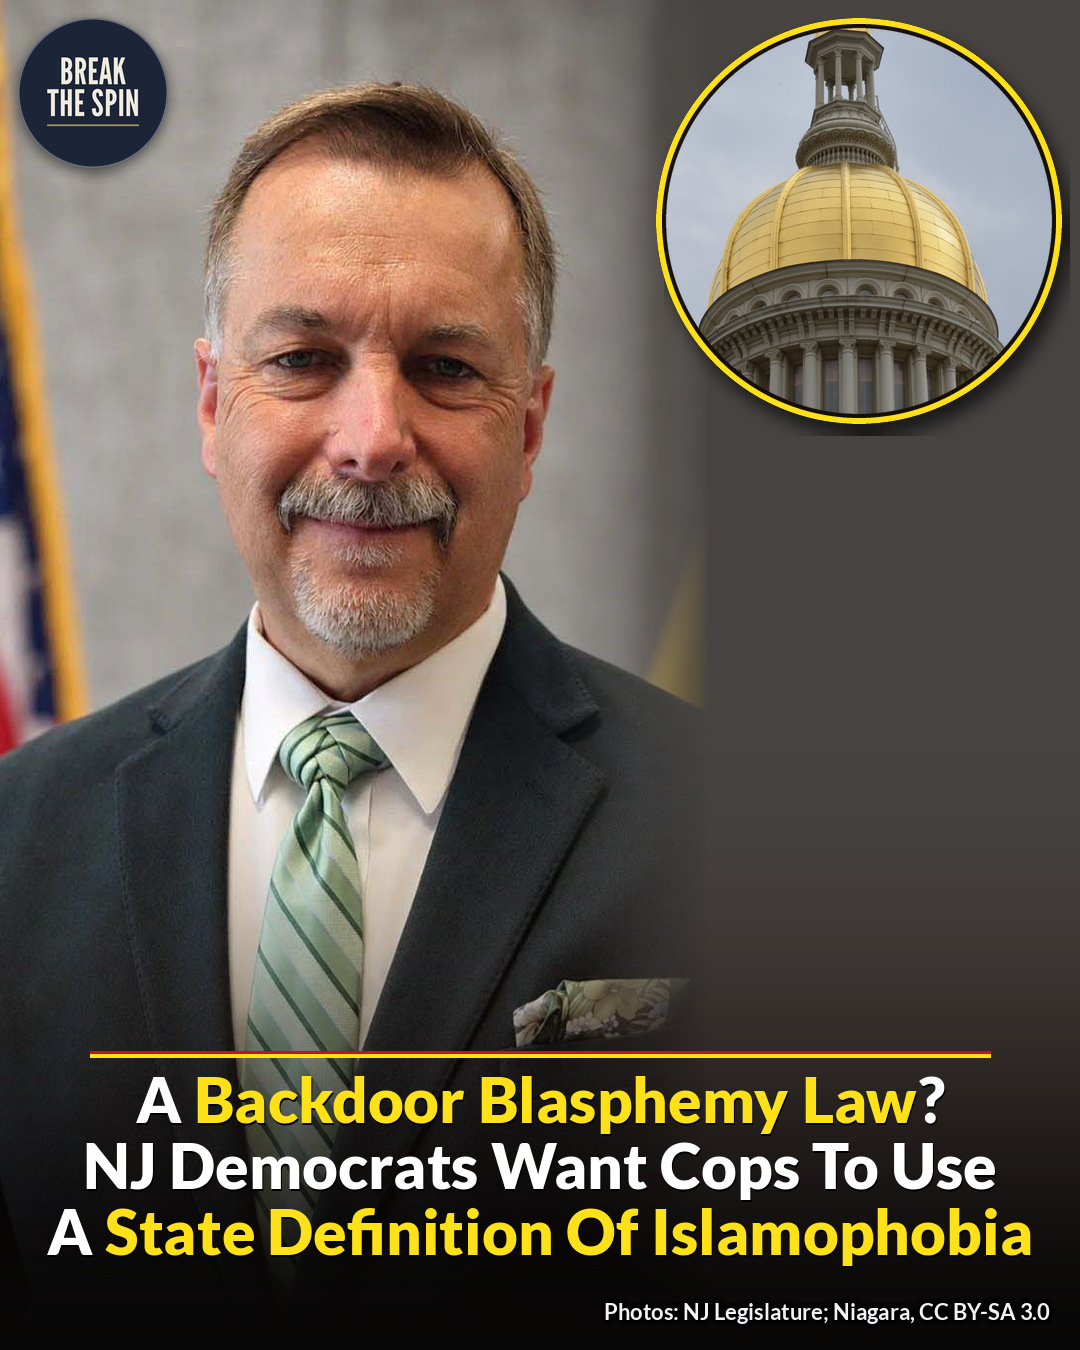 BREAK
THE SPIN
A Backdoor Blasphemy Law?
NJ Democrats Want Cops To Use
A State Definition Of Islamophobia
Photos: NJ Legislature; Niagara, CC BY-SA 3.0